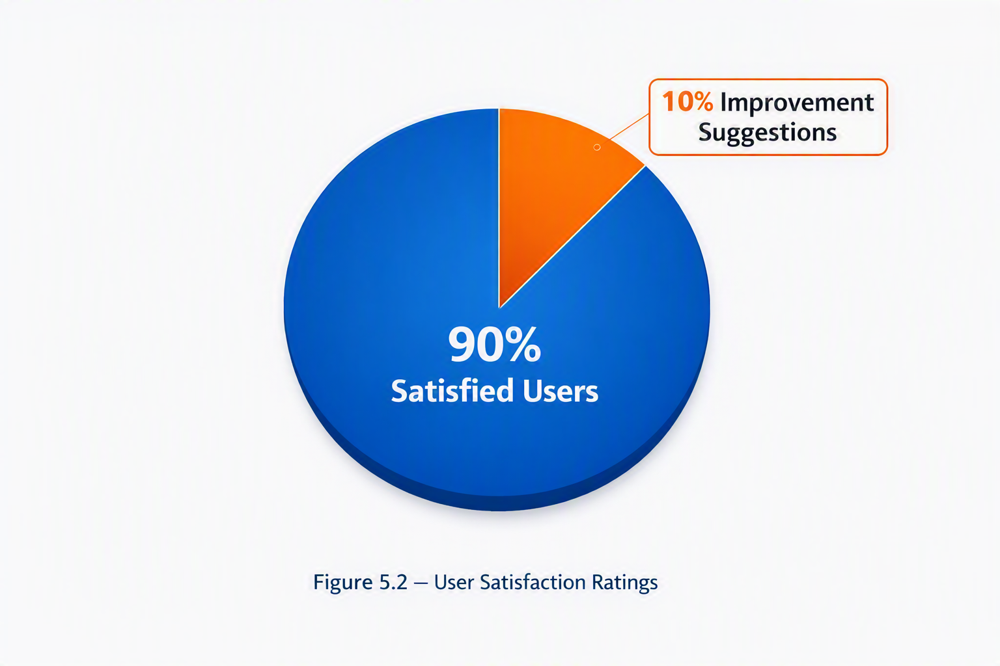 10% Improvement
Suggestions
90%
Satisfied Users
Figure 5.2 — User Satisfaction Ratings